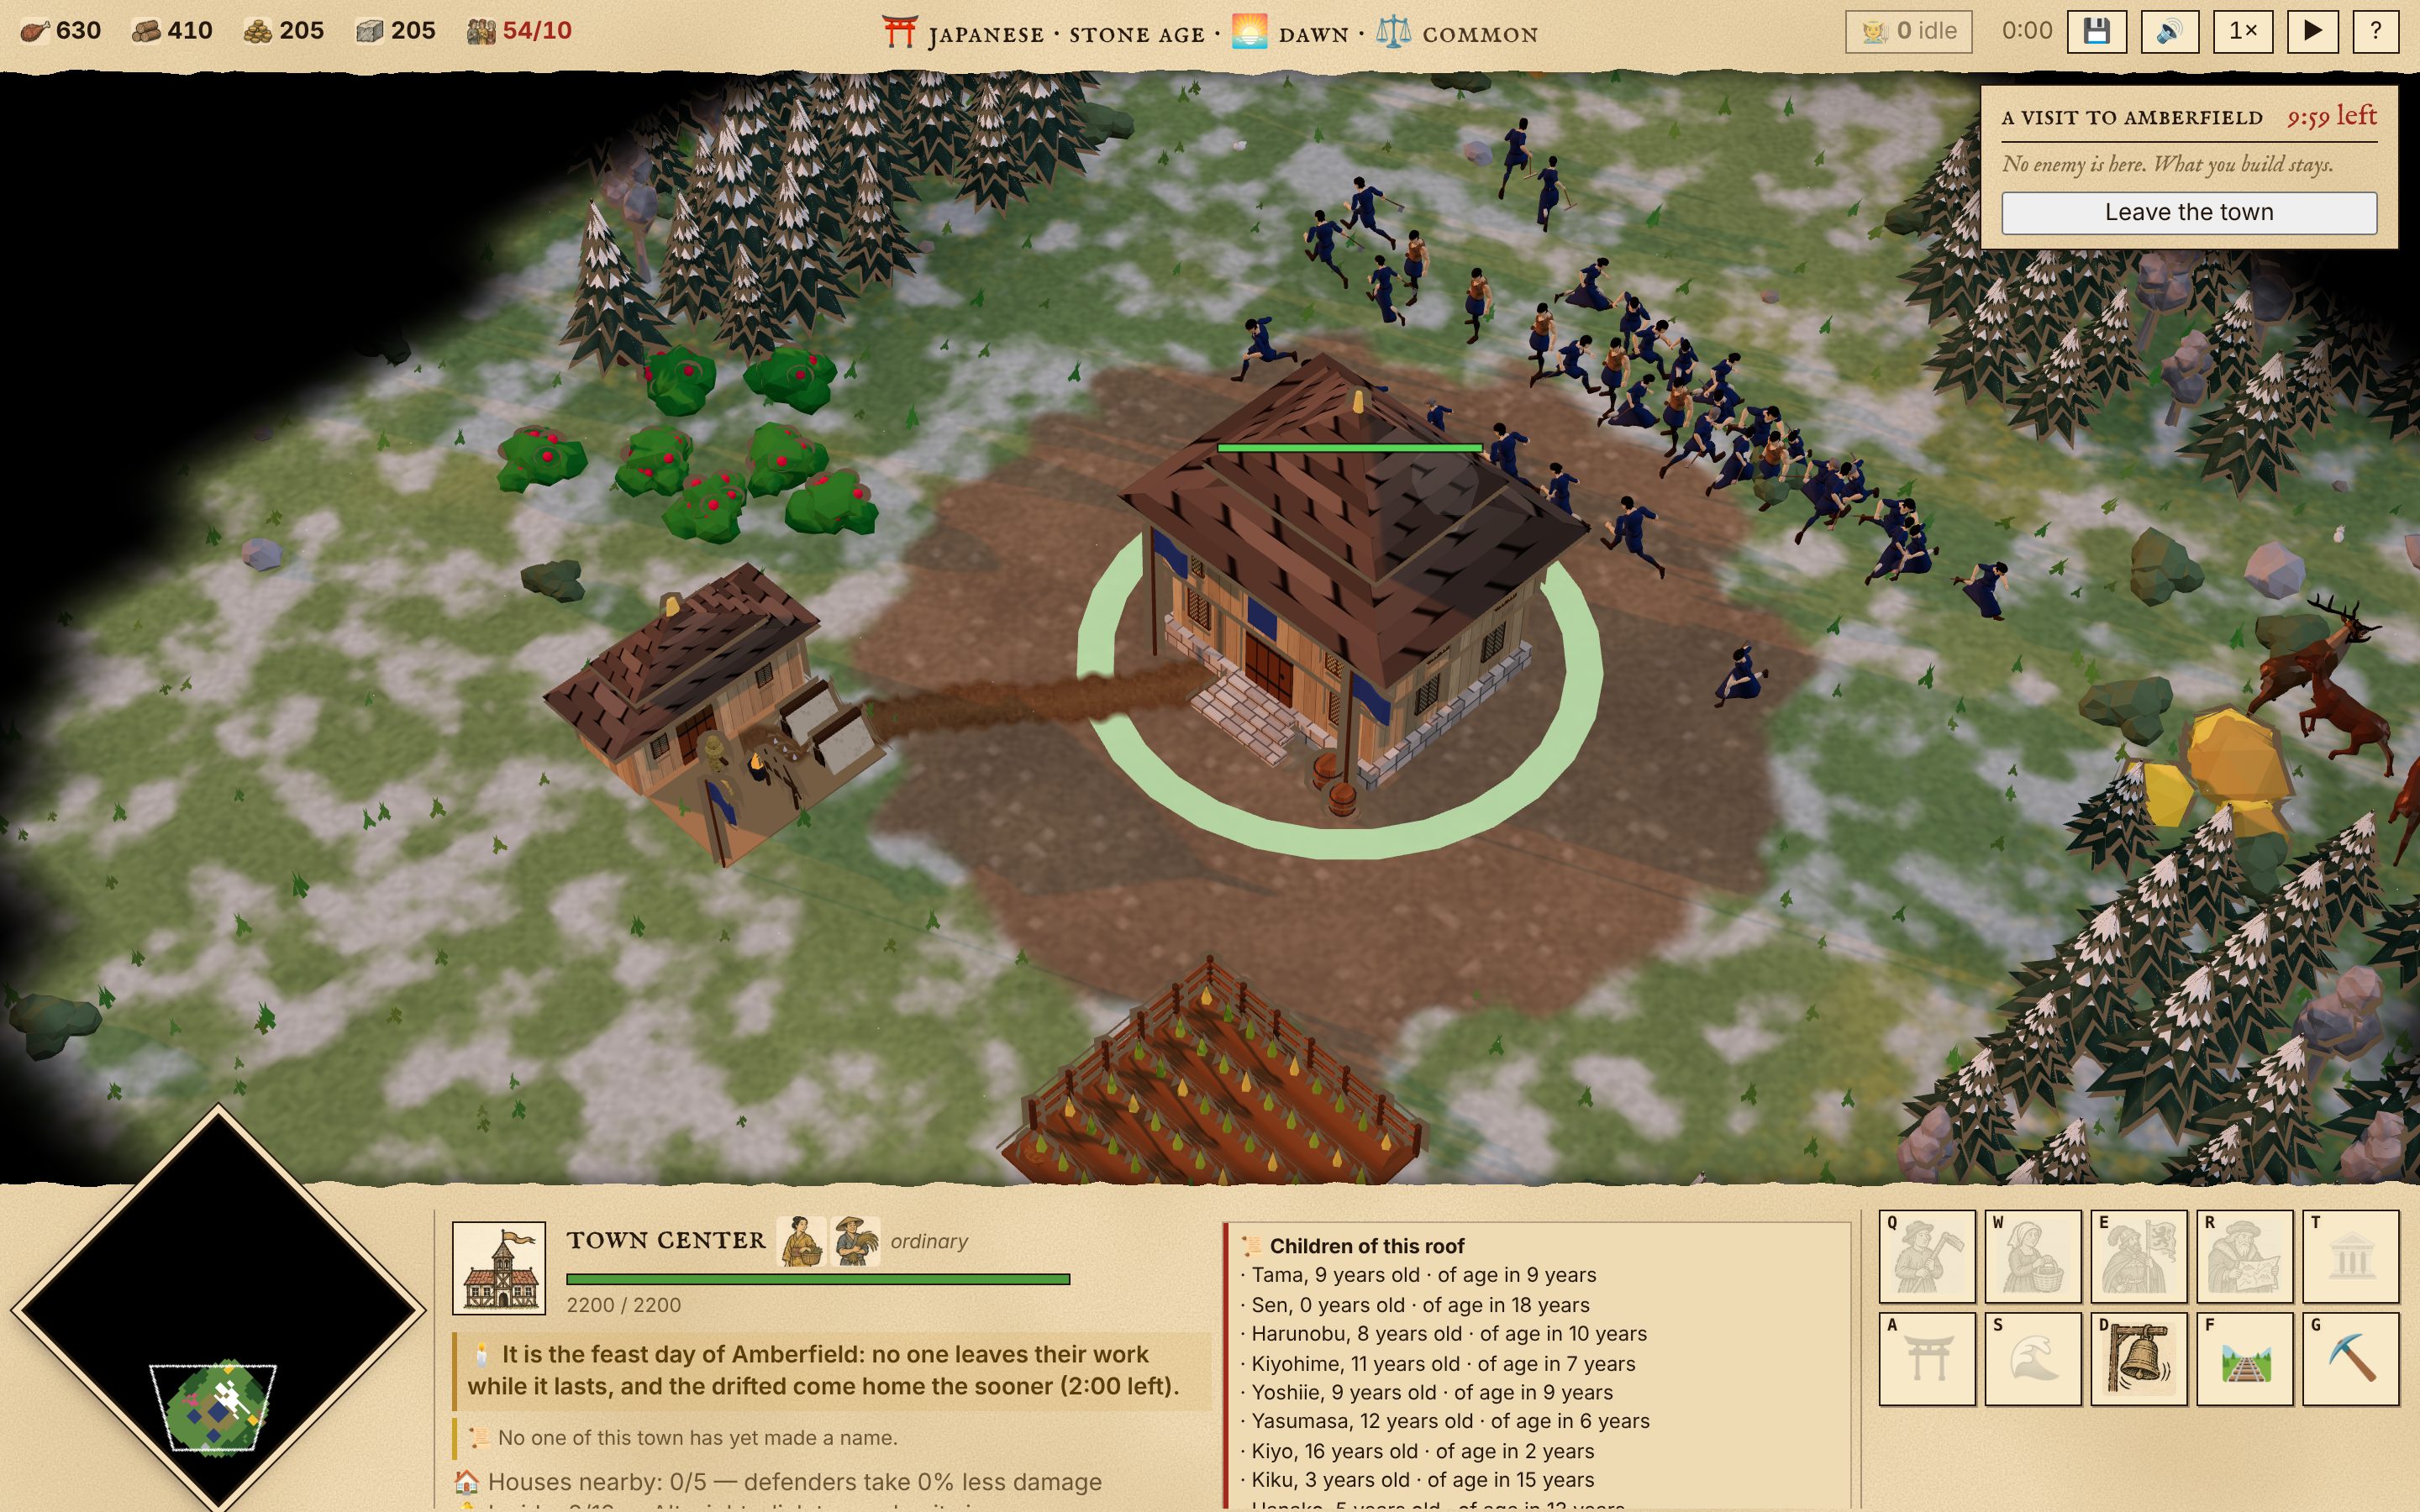 630 410 205 205 54/10
JAPANESE · STONE AGE · DAWN · COMMON
0 idle 0:00 1× ?
A VISIT TO AMBERFIELD 9:59 left
No enemy is here. What you build stays.
Leave the town
TOWN CENTER ordinary
2200 / 2200
It is the feast day of Amberfield: no one leaves their work
while it lasts, and the drifted come home the sooner (2:00 left).
No one of this town has yet made a name.
Houses nearby: 0/5 — defenders take 0% less damage
Children of this roof
· Tama, 9 years old · of age in 9 years
· Sen, 0 years old · of age in 18 years
· Harunobu, 8 years old · of age in 10 years
· Kiyohime, 11 years old · of age in 7 years
· Yoshiie, 9 years old · of age in 9 years
· Yasumasa, 12 years old · of age in 6 years
· Kiyo, 16 years old · of age in 2 years
· Kiku, 3 years old · of age in 15 years
Q W E R T
A S D F G